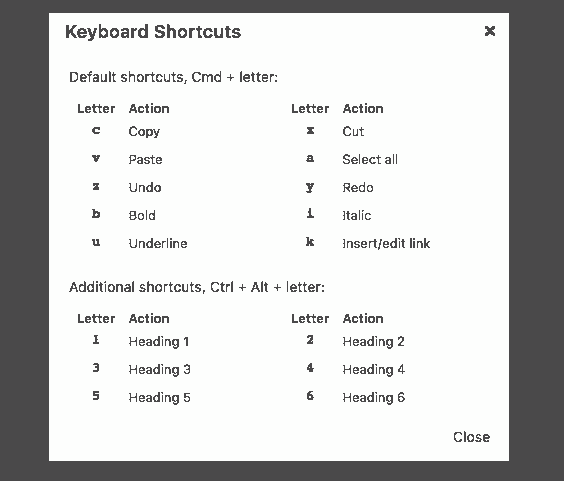 Keyboard Shortcuts ×
Default shortcuts, Cmd + letter:
Letter Action Letter Action
c Copy x Cut
v Paste a Select all
z Undo y Redo
b Bold i Italic
u Underline k Insert/edit link
Additional shortcuts, Ctrl + Alt + letter:
Letter Action Letter Action
1 Heading 1 2 Heading 2
3 Heading 3 4 Heading 4
5 Heading 5 6 Heading 6
Close